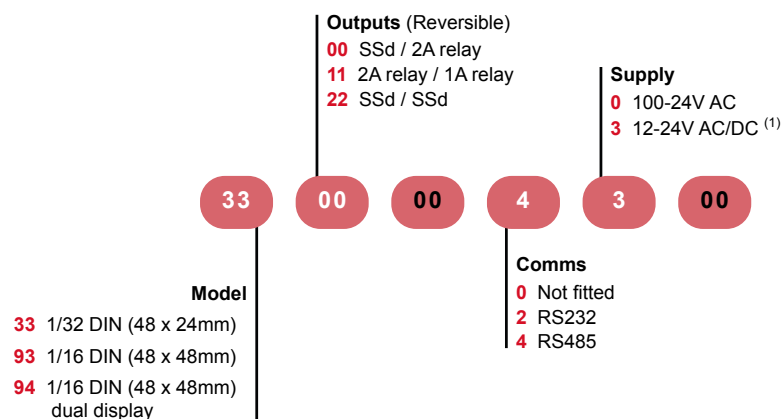 Outputs (Reversible)
00 SSd / 2A relay
11 2A relay / 1A relay
22 SSd / SSd
Supply
0 100-24V AC
3 12-24V AC/DC (1)
33 00 00 4 3 00
Model
33 1/32 DIN (48 x 24mm)
93 1/16 DIN (48 x 48mm)
94 1/16 DIN (48 x 48mm)
dual display
Comms
0 Not fitted
2 RS232
4 RS485